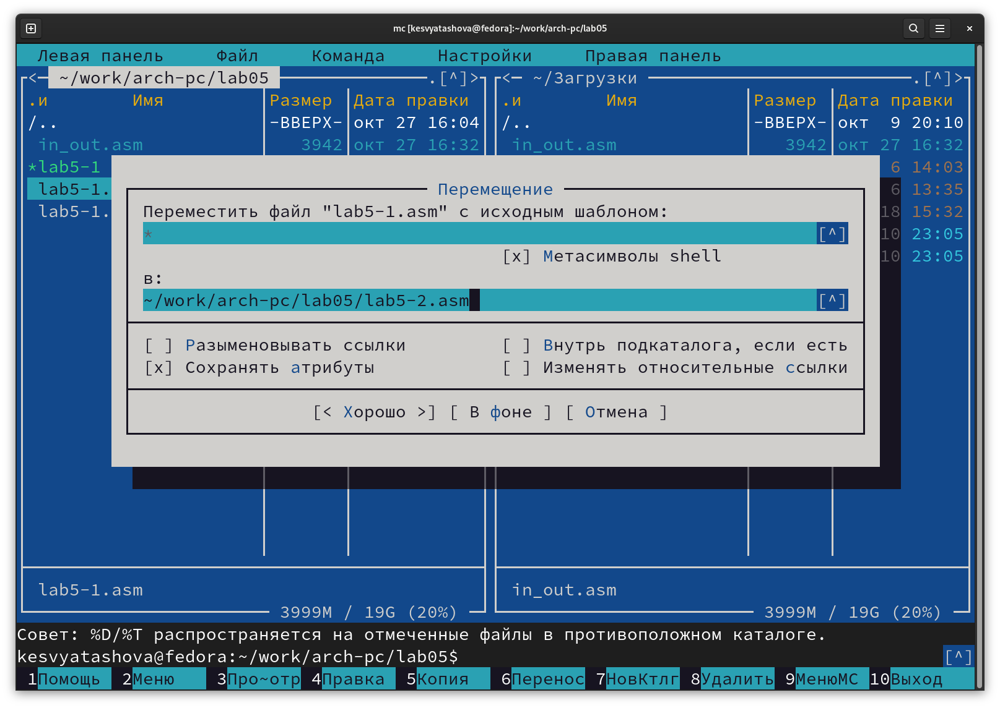 mc [kesvyatashova@fedora]:~/work/arch-pc/lab05
Левая панель Файл Команда Настройки Правая панель
<- ~/work/arch-pc/lab05 .[^]> <- ~/Загрузки .[^]>
.и Имя Размер Дата правки .и Имя Размер Дата правки
/.. -ВВЕРХ- окт 27 16:04 /.. -ВВЕРХ- окт 9 20:10
in_out.asm 3942 окт 27 16:32 in_out.asm 3942 окт 27 16:32
*lab5-1 6 14:03
lab5-1. Перемещение 6 13:35
lab5-1. Переместить файл "lab5-1.asm" с исходным шаблоном: 18 15:32
* [^] 10 23:05
[x] Метасимволы shell 10 23:05
в:
~/work/arch-pc/lab05/lab5-2.asm [^]
[ ] Разыменовывать ссылки [ ] Внутрь подкаталога, если есть
[x] Сохранять атрибуты [ ] Изменять относительные ссылки
[< Хорошо >] [ В фоне ] [ Отмена ]
lab5-1.asm in_out.asm
3999M / 19G (20%) 3999M / 19G (20%)
Совет: %D/%T распространяется на отмеченные файлы в противоположном каталоге.
kesvyatashova@fedora:~/work/arch-pc/lab05$ [^]
1Помощь 2Меню 3Про~отр 4Правка 5Копия 6Перенос 7НовКтлг 8Удалить 9МенюМС 10Выход